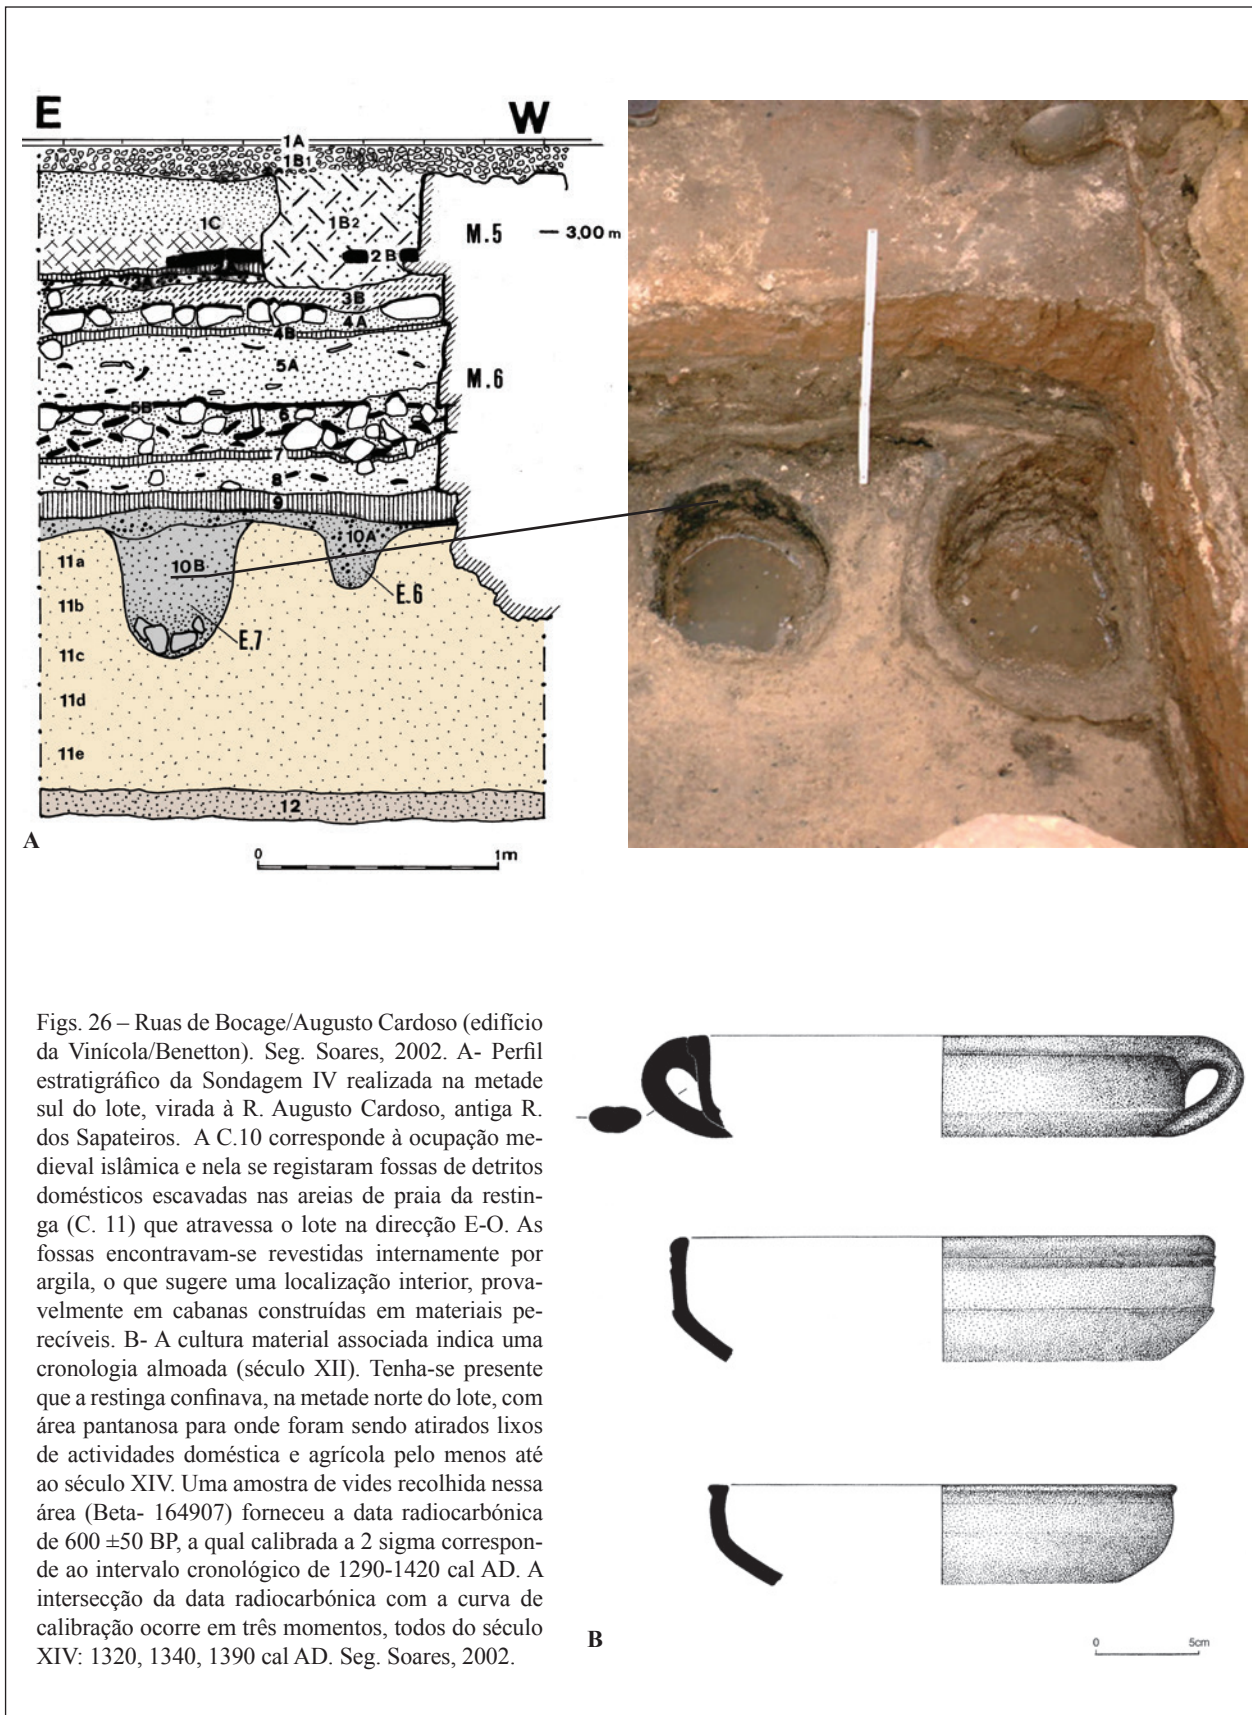 E
W
1A
1B1
1C
1B2
M.5
3,00 m
2B
3A
3B
4A
4B
5A
M.6
5B
6
7
8
9
10A
11a
10B
E.6
11b
E.7
11c
11d
11e
12
A
0 1m
Figs. 26 – Ruas de Bocage/Augusto Cardoso (edifício
da Vinícola/Benetton). Seg. Soares, 2002. A- Perfil
estratigráfico da Sondagem IV realizada na metade
sul do lote, virada à R. Augusto Cardoso, antiga R.
dos Sapateiros. A C.10 corresponde à ocupação me-
dieval islâmica e nela se registaram fossas de detritos
domésticos escavadas nas areias de praia da restin-
ga (C. 11) que atravessa o lote na direcção E-O. As
fossas encontravam-se revestidas internamente por
argila, o que sugere uma localização interior, prova-
velmente em cabanas construídas em materiais pe-
recíveis. B- A cultura material associada indica uma
cronologia almoada (século XII). Tenha-se presente
que a restinga confinava, na metade norte do lote, com
área pantanosa para onde foram sendo atirados lixos
de actividades doméstica e agrícola pelo menos até
ao século XIV. Uma amostra de vides recolhida nessa
área (Beta- 164907) forneceu a data radiocarbónica
de 600 ±50 BP, a qual calibrada a 2 sigma correspon-
de ao intervalo cronológico de 1290-1420 cal AD. A
intersecção da data radiocarbónica com a curva de
calibração ocorre em três momentos, todos do século
XIV: 1320, 1340, 1390 cal AD. Seg. Soares, 2002.
B
0 5cm